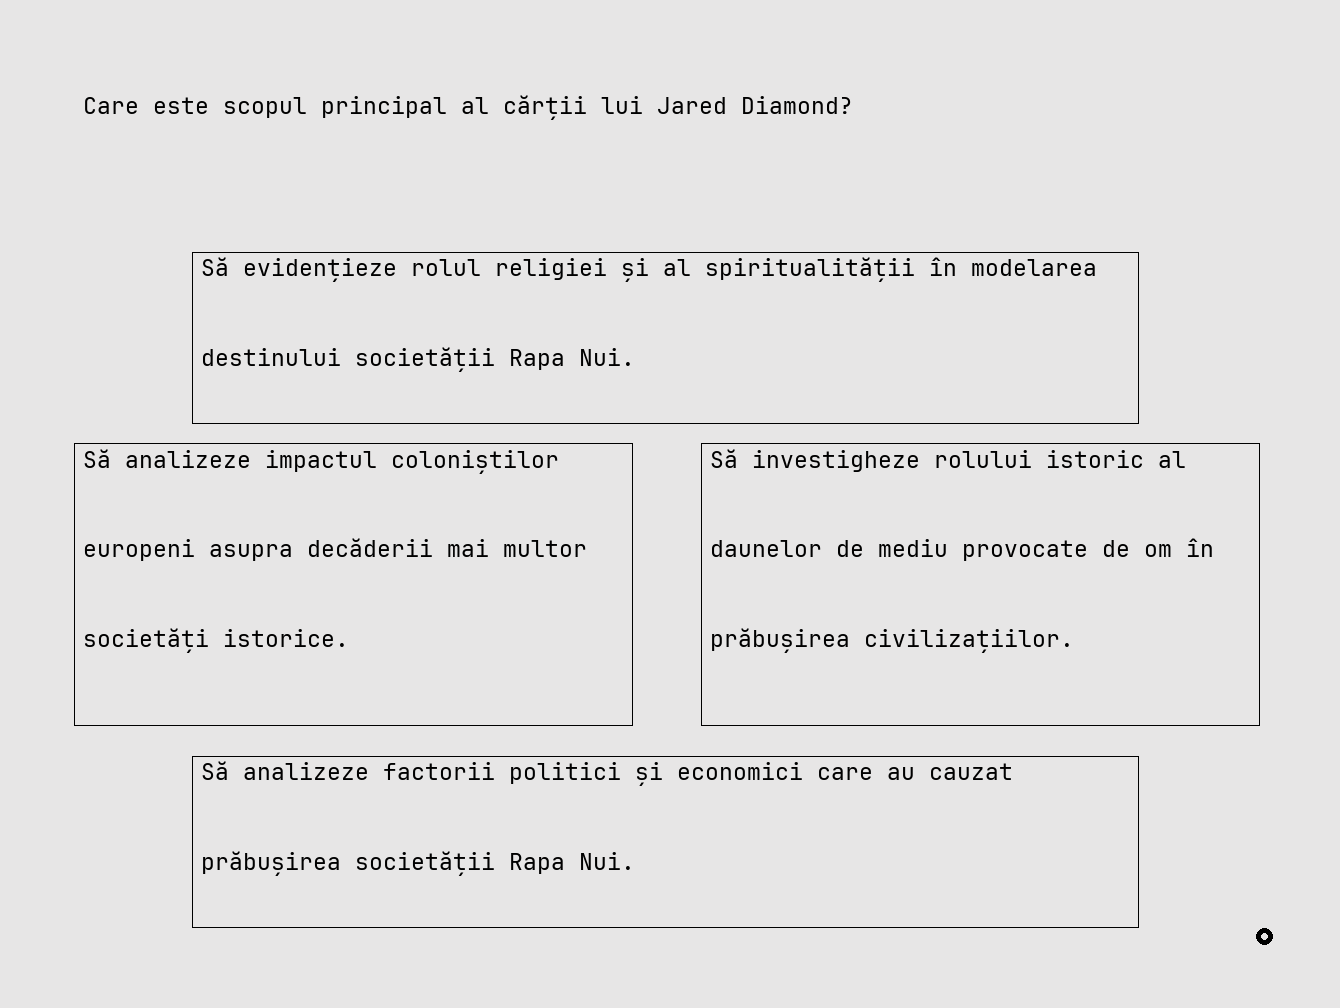 Care este scopul principal al cărții lui Jared Diamond?
Să evidențieze rolul religiei și al spiritualității în modelarea
destinului societății Rapa Nui.
Să analizeze impactul coloniștilor
europeni asupra decăderii mai multor
societăți istorice.
Să investigheze rolului istoric al
daunelor de mediu provocate de om în
prăbușirea civilizațiilor.
Să analizeze factorii politici și economici care au cauzat
prăbușirea societății Rapa Nui.